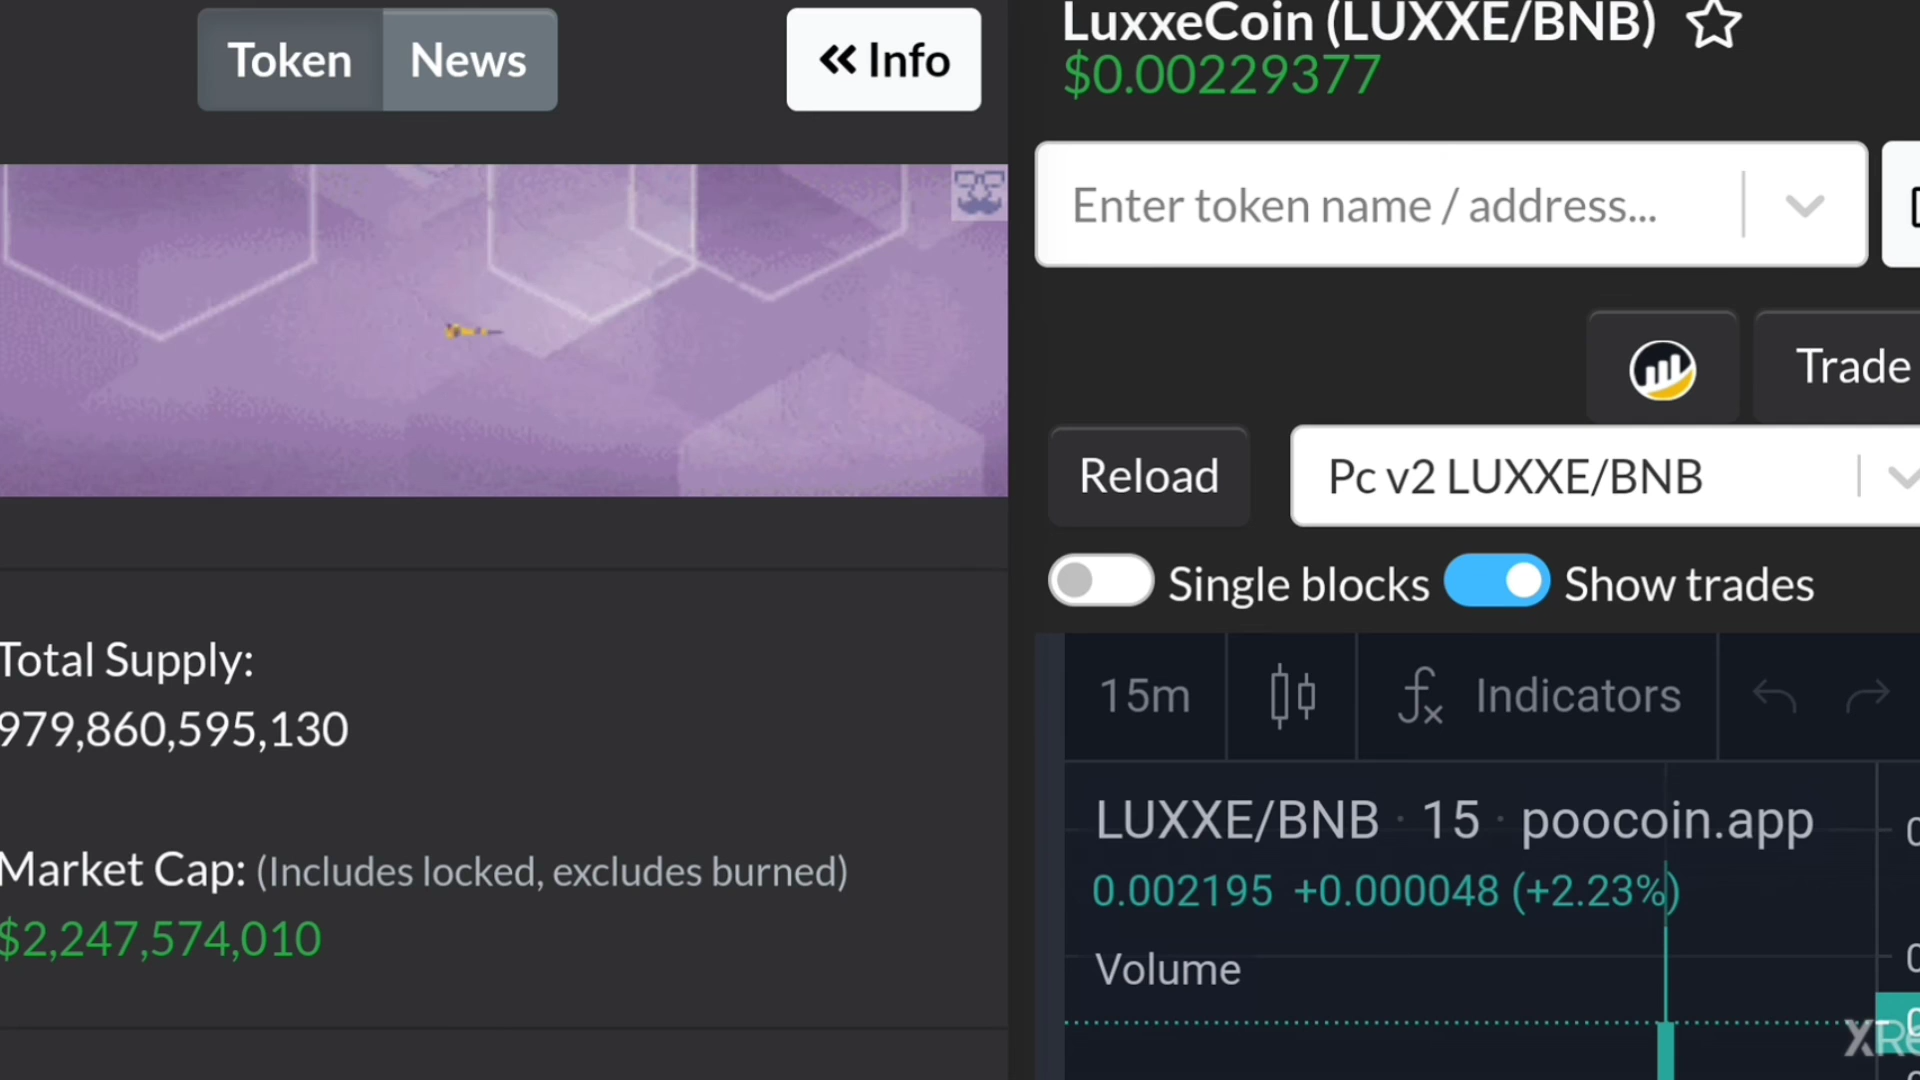 Token News
Info
Total Supply:
979,860,595,130
Market Cap: (Includes locked, excludes burned)
$2,247,574,010
LuxxeCoin (LUXXE/BNB)
$0.00229377
Enter token name / address...
Trade
Reload
Pc v2 LUXXE/BNB
Single blocks Show trades
15m Indicators
LUXXE/BNB · 15 · poocoin.app
0.002195 +0.000048 (+2.23%)
Volume